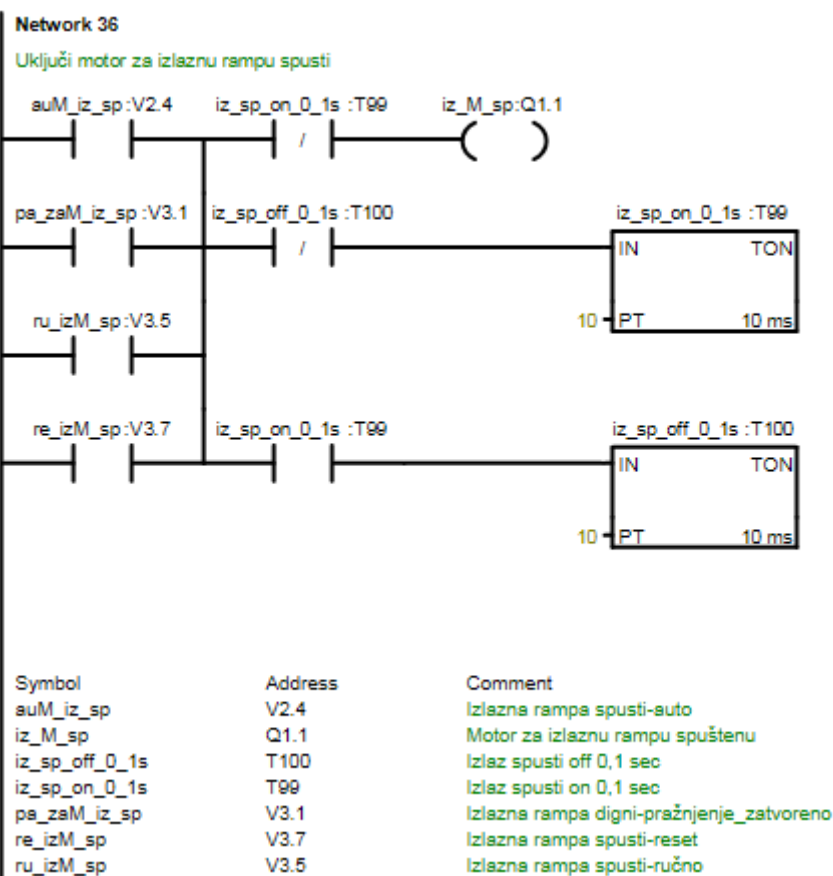 Network 36
Uključi motor za izlaznu rampu spusti
auM_iz_sp:V2.4 iz_sp_on_0_1s :T99 iz_M_sp:Q1.1
/
pa_zaM_iz_sp :V3.1 iz_sp_off_0_1s :T100 iz_sp_on_0_1s :T99
/ IN TON
ru_izM_sp:V3.5 10 PT 10 ms
re_izM_sp:V3.7 iz_sp_on_0_1s :T99 iz_sp_off_0_1s :T100
IN TON
10 PT 10 ms
Symbol Address Comment
auM_iz_sp V2.4 Izlazna rampa spusti-auto
iz_M_sp Q1.1 Motor za izlaznu rampu spuštenu
iz_sp_off_0_1s T100 Izlaz spusti off 0,1 sec
iz_sp_on_0_1s T99 Izlaz spusti on 0,1 sec
pa_zaM_iz_sp V3.1 Izlazna rampa digni-pražnjenje_zatvoreno
re_izM_sp V3.7 Izlazna rampa spusti-reset
ru_izM_sp V3.5 Izlazna rampa spusti-ručno